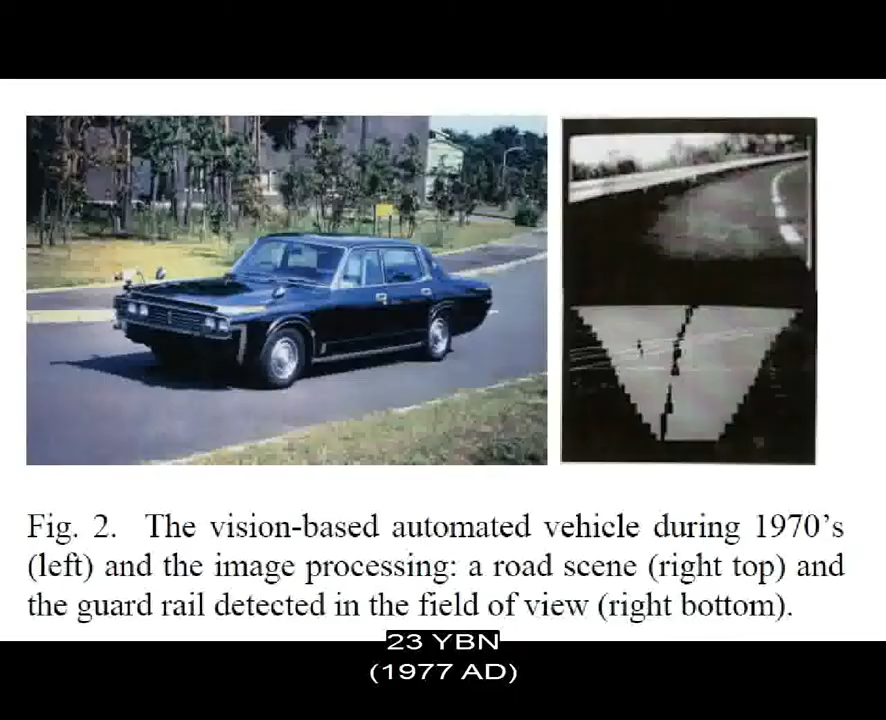 Fig. 2. The vision-based automated vehicle during 1970's
(left) and the image processing: a road scene (right top) and
the guard rail detected in the field of view (right bottom).
23 YBN
(1977 AD)